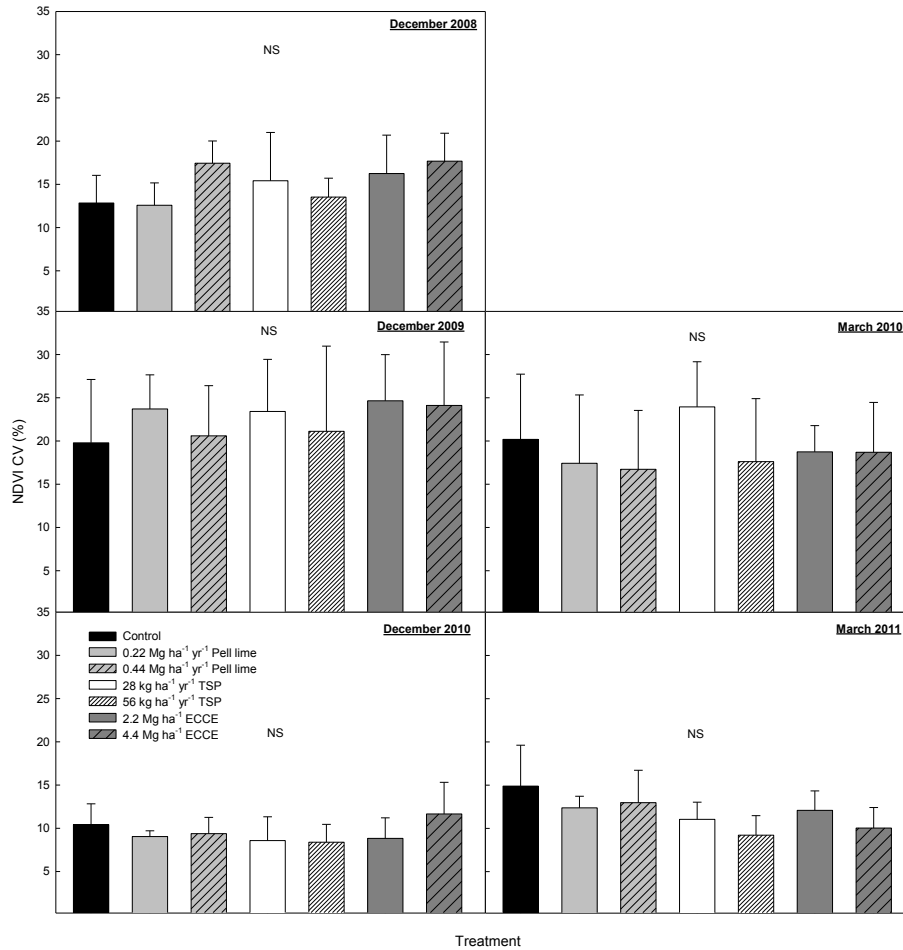 35
December 2008
30
NS
25
20
15
10
5
35
December 2009
NS
30
25
20
15
10
5
March 2010
NS
NDVI CV (%)
35
December 2010
30
25
20
15
10
5
Control
0.22 Mg ha⁻¹ yr⁻¹ Pell lime
0.44 Mg ha⁻¹ yr⁻¹ Pell lime
28 kg ha⁻¹ yr⁻¹ TSP
56 kg ha⁻¹ yr⁻¹ TSP
2.2 Mg ha⁻¹ ECCE
4.4 Mg ha⁻¹ ECCE
NS
March 2011
NS
Treatment